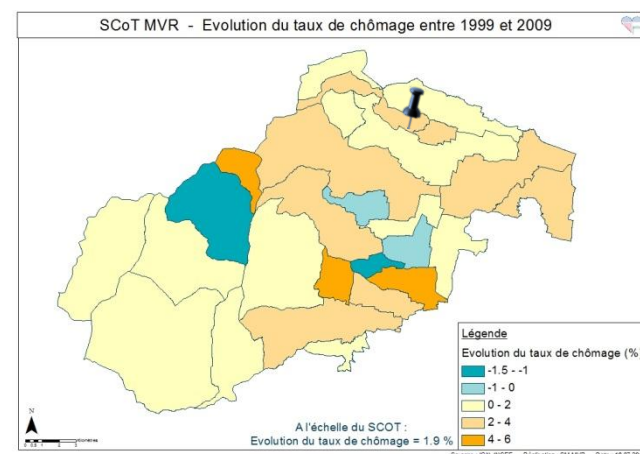 SCoT MVR - Evolution du taux de chômage entre 1999 et 2009
Légende
Evolution du taux de chômage (%)
-1.5 - -1
-1 - 0
0 - 2
2 - 4
4 - 6
N
A l'échelle du SCOT :
Evolution du taux de chômage = 1.9 %